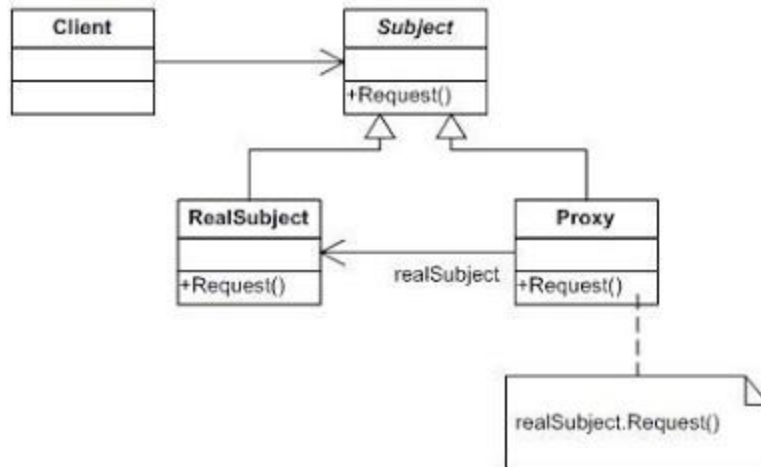 Client
Subject
+Request()
RealSubject
+Request()
realSubject
Proxy
+Request()
realSubject.Request()